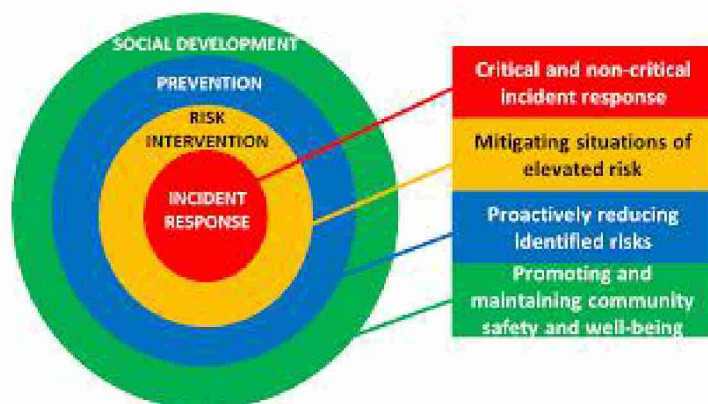 SOCIAL DEVELOPMENT
PREVENTION
RISK
INTERVENTION
INCIDENT
RESPONSE
Critical and non-critical
incident response
Mitigating situations of
elevated risk
Proactively reducing
identified risks
Promoting and
maintaining community
safety and well-being